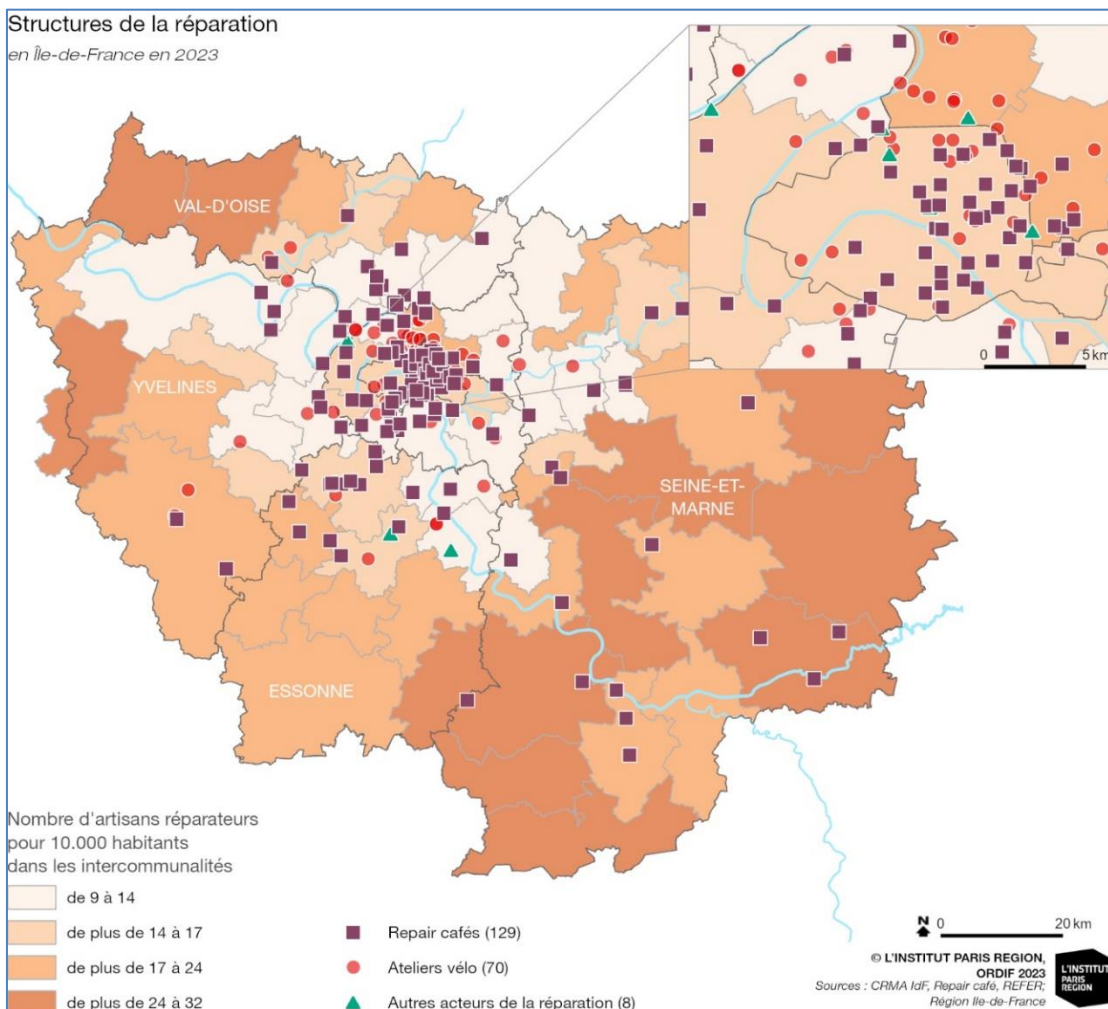 Structures de la réparation
en Île-de-France en 2023
VAL-D'OISE
YVELINES
SEINE-ET-
MARNE
ESSONNE
0 5 km
Nombre d'artisans réparateurs
pour 10.000 habitants
dans les intercommunalités
de 9 à 14
de plus de 14 à 17
de plus de 17 à 24
de plus de 24 à 32
Repair cafés (129)
Ateliers vélo (70)
Autres acteurs de la réparation (8)
N 0 20 km
© L'INSTITUT PARIS REGION,
ORDIF 2023
Sources : CRMA IdF, Repair café, REFER;
Région Ile-de-France
L'INSTITUT
PARIS
REGION